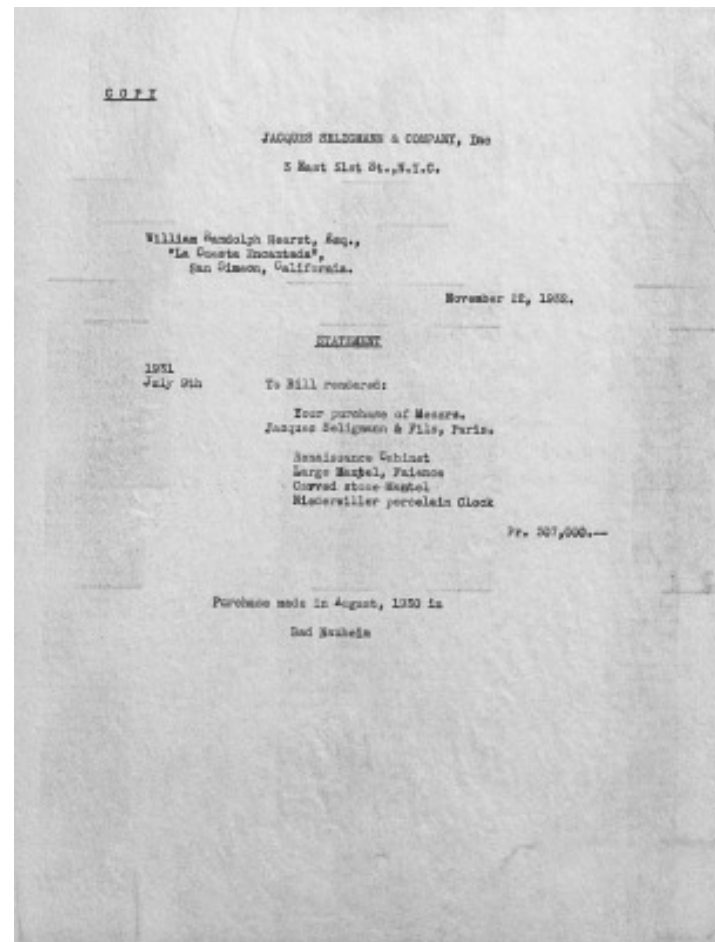 COPY
JACQUES SELIGMANN & COMPANY, Inc
3 East 51st St.,N.Y.C.
William Randolph Hearst, Esq.,
"La Cuesta Encantada",
San Simeon, California.
November 22, 1932.
STATEMENT
1931
July 9th To Bill rendered:
Your purchase of Messrs.
Jacques Seligmann & Fils, Paris.
Renaissance Cabinet
Large Mantel, Faience
Carved stone Mantel
Niederwiller porcelain Clock
Fr. 307,000.--
Purchase made in August, 1930 in
Bad Nauheim